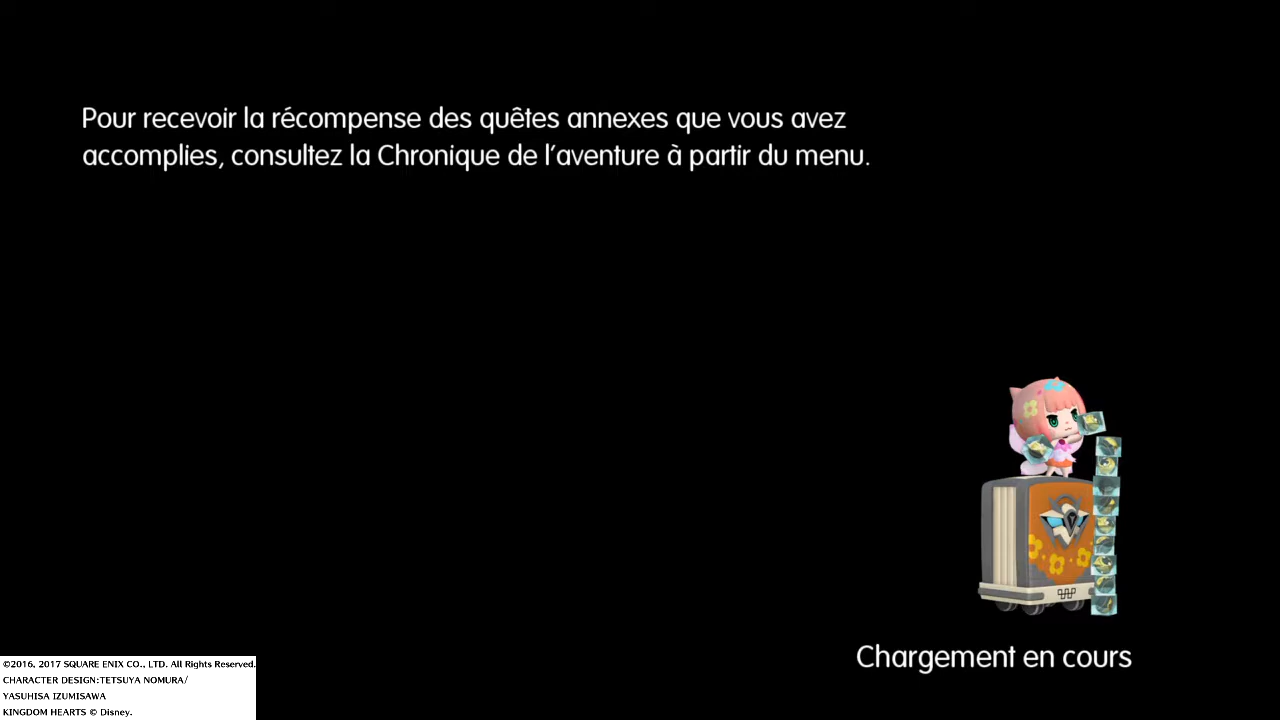 Pour recevoir la récompense des quêtes annexes que vous avez
accomplies, consultez la Chronique de l'aventure à partir du menu.
Chargement en cours
©2016, 2017 SQUARE ENIX CO., LTD. All Rights Reserved.
CHARACTER DESIGN:TETSUYA NOMURA/
YASUHISA IZUMISAWA
KINGDOM HEARTS © Disney.